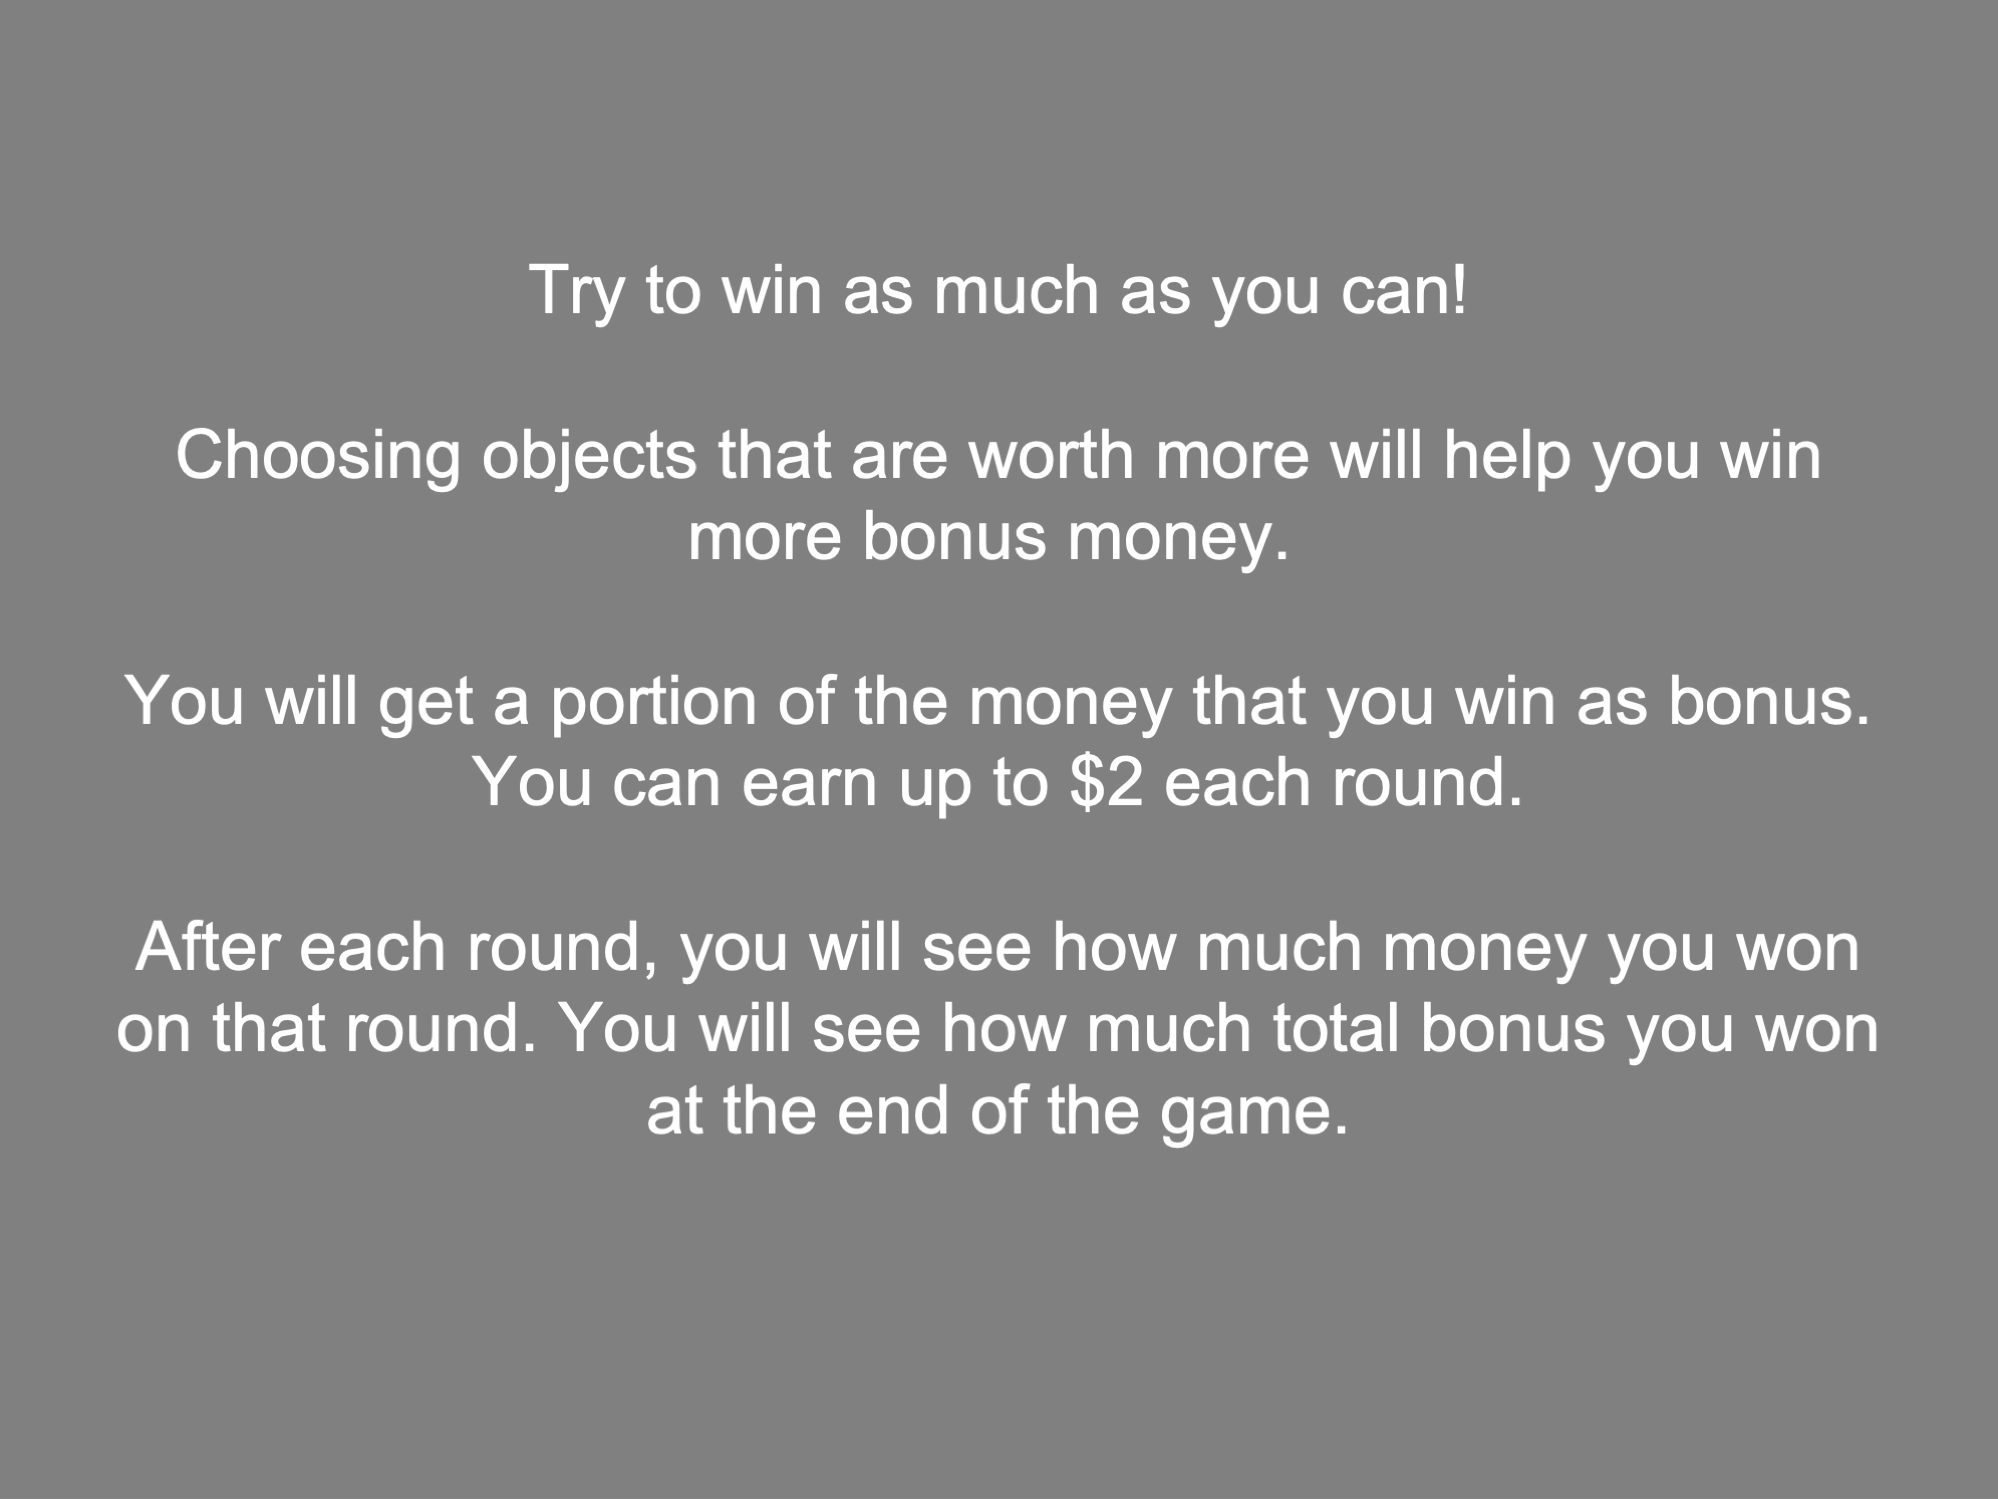 Try to win as much as you can!
Choosing objects that are worth more will help you win
more bonus money.
You will get a portion of the money that you win as bonus.
You can earn up to $2 each round.
After each round, you will see how much money you won
on that round. You will see how much total bonus you won
at the end of the game.